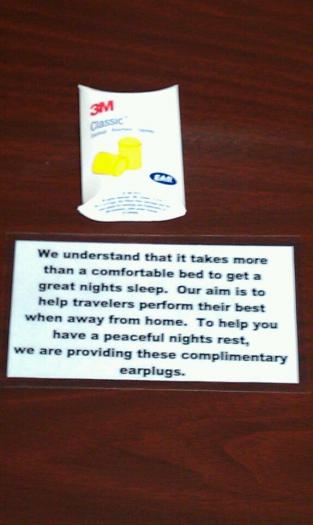 3M
Classic
EAR
We understand that it takes more
than a comfortable bed to get a
great nights sleep. Our aim is to
help travelers perform their best
when away from home. To help you
have a peaceful nights rest,
we are providing these complimentary
earplugs.